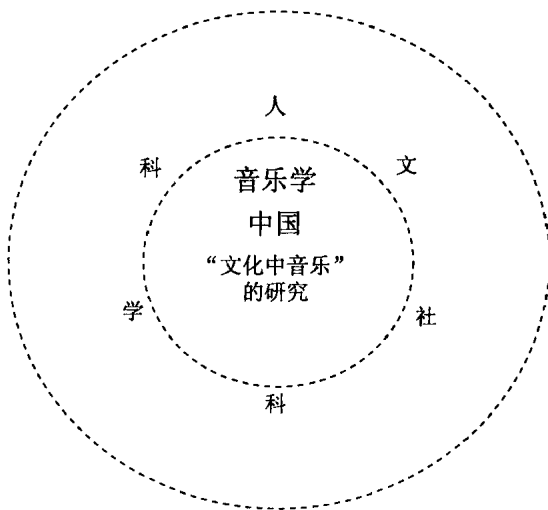 人文社科学科
音乐学
中国
“文化中音乐”
的研究